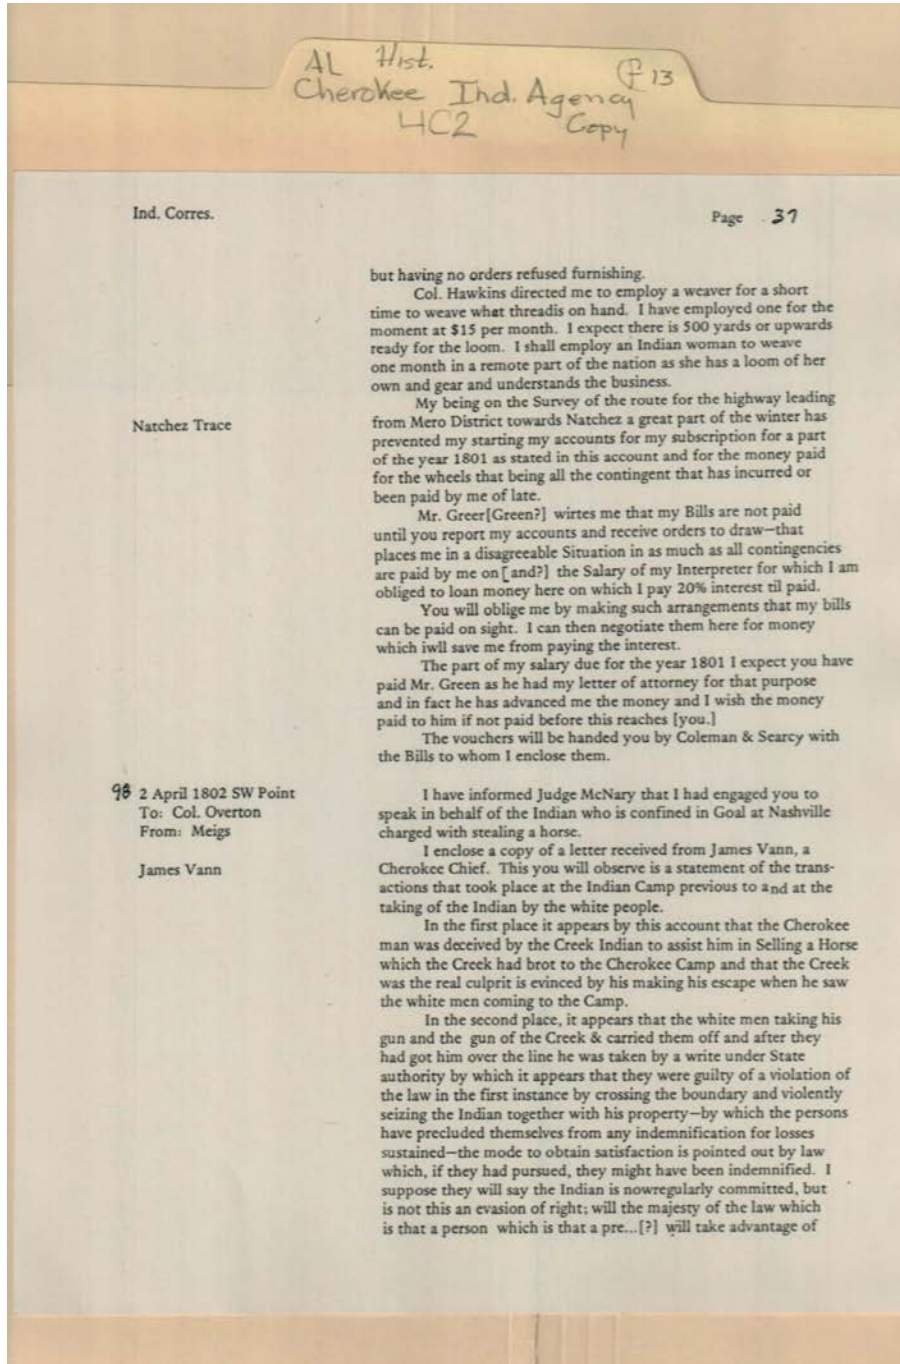 AL Hist.
Cherokee Ind. Agency
4C2 Copy
13
Ind. Corres.
Page 37
but having no orders refused furnishing.
Col. Hawkins directed me to employ a weaver for a short
time to weave what threadis on hand. I have employed one for the
moment at $15 per month. I expect there is 500 yards or upwards
ready for the loom. I shall employ an Indian woman to weave
one month in a remote part of the nation as she has a loom of her
own and gear and understands the business.
Natchez Trace
My being on the Survey of the route for the highway leading
from Mero District towards Natchez a great part of the winter has
prevented my starting my accounts for my subscription for a part
of the year 1801 as stated in this account and for the money paid
for the wheels that being all the contingent that has incurred or
been paid by me of late.
Mr. Greer[Green?] wirtes me that my Bills are not paid
until you report my accounts and receive orders to draw—that
places me in a disagreeable Situation in as much as all contingencies
are paid by me on[and?] the Salary of my Interpreter for which I am
obliged to loan money here on which I pay 20% interest til paid.
You will oblige me by making such arrangements that my bills
can be paid on sight. I can then negotiate them here for money
which iwll save me from paying the interest.
The part of my salary due for the year 1801 I expect you have
paid Mr. Green as he had my letter of attorney for that purpose
and in fact he has advanced me the money and I wish the money
paid to him if not paid before this reaches [you.]
The vouchers will be handed you by Coleman & Searcy with
the Bills to whom I enclose them.
98 2 April 1802 SW Point
To: Col. Overton
From: Meigs
James Vann
I have informed Judge McNary that I had engaged you to
speak in behalf of the Indian who is confined in Goal at Nashville
charged with stealing a horse.
I enclose a copy of a letter received from James Vann, a
Cherokee Chief. This you will observe is a statement of the trans-
actions that took place at the Indian Camp previous to and at the
taking of the Indian by the white people.
In the first place it appears by this account that the Cherokee
man was deceived by the Creek Indian to assist him in Selling a Horse
which the Creek had brot to the Cherokee Camp and that the Creek
was the real culprit is evinced by his making his escape when he saw
the white men coming to the Camp.
In the second place, it appears that the white men taking his
gun and the gun of the Creek & carried them off and after they
had got him over the line he was taken by a write under State
authority by which it appears that they were guilty of a violation of
the law in the first instance by crossing the boundary and violently
seizing the Indian together with his property—by which the persons
have precluded themselves from any indemnification for losses
sustained—the mode to obtain satisfaction is pointed out by law
which, if they had pursued, they might have been indemnified. I
suppose they will say the Indian is nowregularly committed, but
is not this an evasion of right; will the majesty of the law which
is that a person which is that a pre...[?] will take advantage of